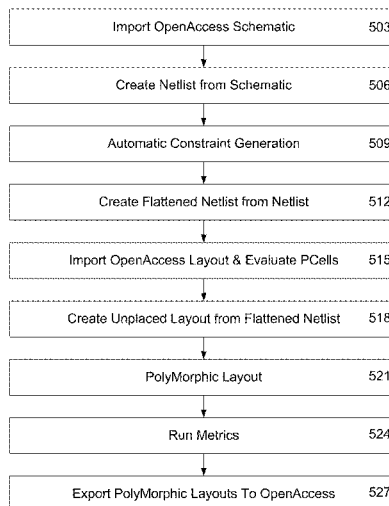 Import OpenAccess Schematic 503
Create Netlist from Schematic 506
Automatic Constraint Generation 509
Create Flattened Netlist from Netlist 512
Import OpenAccess Layout & Evaluate PCells 515
Create Unplaced Layout from Flattened Netlist 518
PolyMorphic Layout 521
Run Metrics 524
Export PolyMorphic Layouts To OpenAccess 527